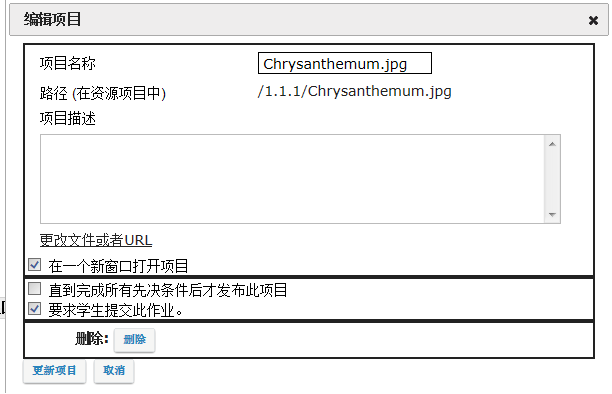 编辑项目
项目名称 Chrysanthemum.jpg
路径 (在资源项目中) /1.1.1/Chrysanthemum.jpg
项目描述
更改文件或者URL
在一个新窗口打开项目
直到完成所有先决条件后才发布此项目
要求学生提交此作业。
删除: 删除
更新项目 取消